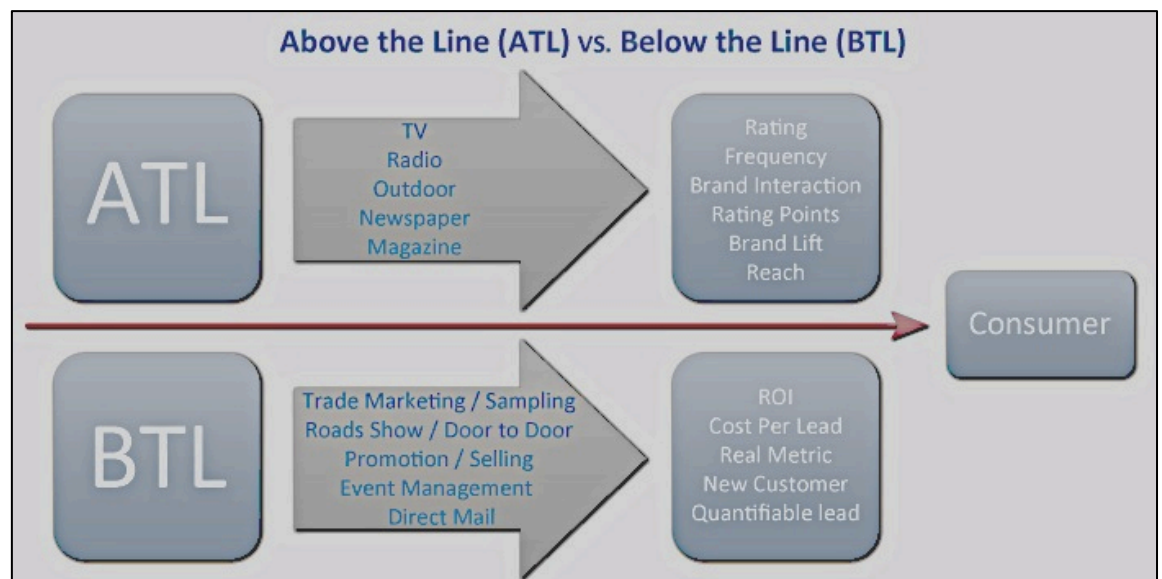 Above the Line (ATL) vs. Below the Line (BTL)
ATL
TV
Radio
Outdoor
Newspaper
Magazine
Rating
Frequency
Brand Interaction
Rating Points
Brand Lift
Reach
Consumer
BTL
Trade Marketing / Sampling
Roads Show / Door to Door
Promotion / Selling
Event Management
Direct Mail
ROI
Cost Per Lead
Real Metric
New Customer
Quantifiable lead